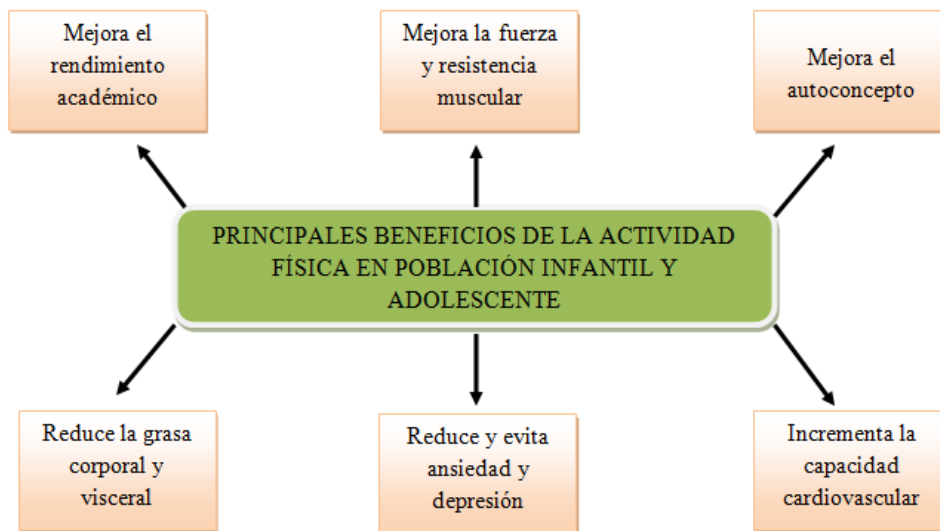 Mejora el
rendimiento
académico
Mejora la fuerza
y resistencia
muscular
Mejora el
autoconcepto
PRINCIPALES BENEFICIOS DE LA ACTIVIDAD
FÍSICA EN POBLACIÓN INFANTIL Y
ADOLESCENTE
Reduce la grasa
corporal y
visceral
Reduce y evita
ansiedad y
depresión
Incrementa la
capacidad
cardiovascular